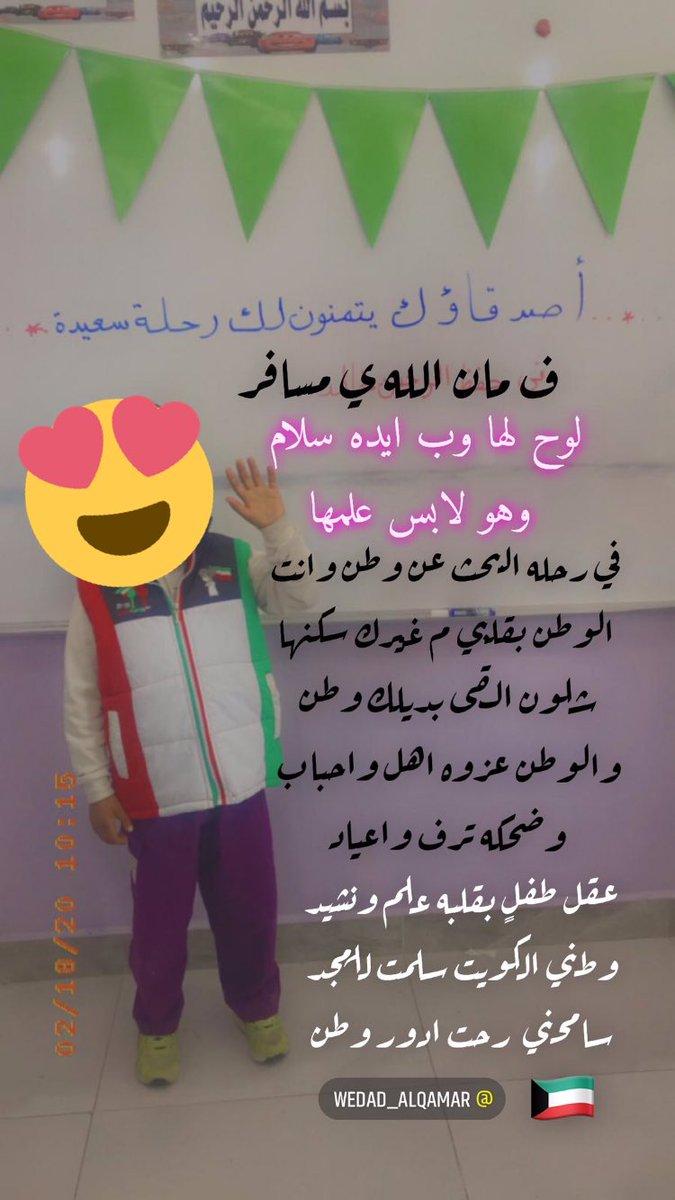 بسم الله الرحمن الرحيم
أصدقاؤك يتمنون لك رحلة سعيدة
ف مان الله ي مسافر
لوح لها وب ايده سلام
وهو لابس علمها
في رحله البحث عن وطن وانت
الوطن بقلبي م غيرك سكنها
شلون القى بديلك وطن
والوطن عزوه اهل واحباب
وضحكه ترف واعياد
عقل طفلٍ بقلبه علم ونشيد
وطني الكويت سلمت للمجد
سامحني رحت ادور وطن
@WEDAD_ALQAMAR
02/18/20 10:15